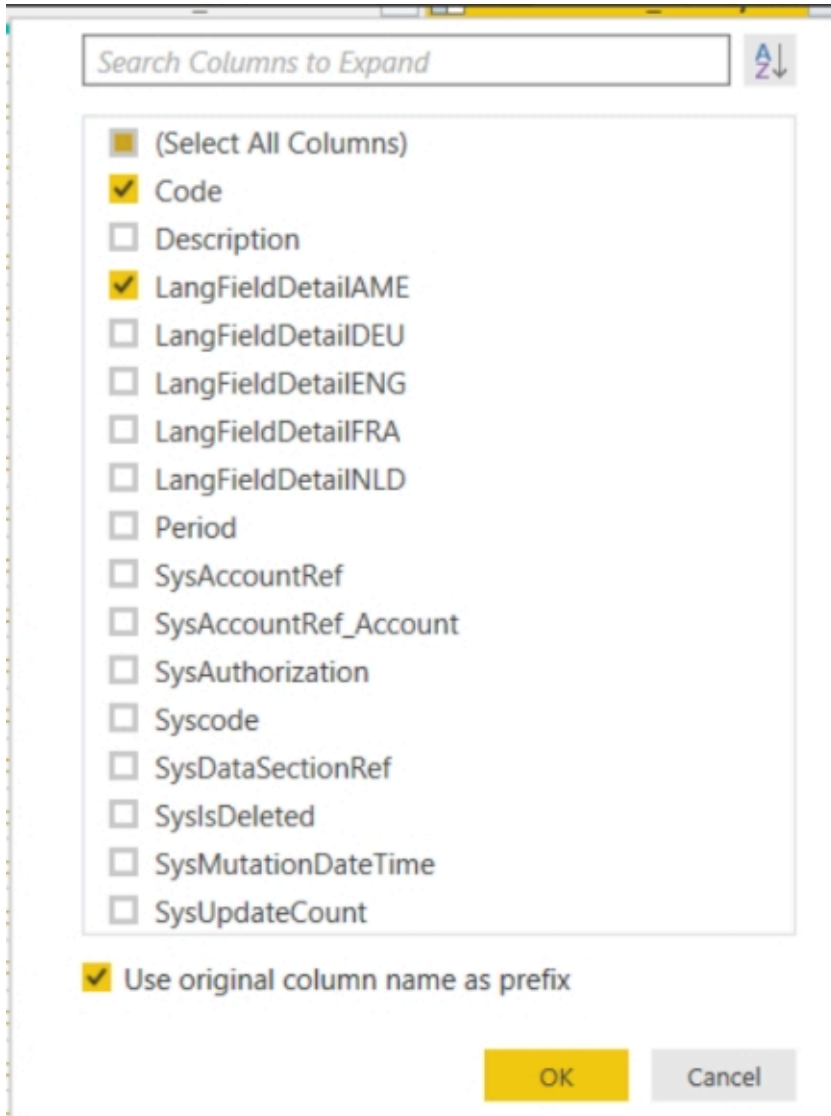 Search Columns to Expand
(Select All Columns)
Code
Description
LangFieldDetailAME
LangFieldDetailDEU
LangFieldDetailENG
LangFieldDetailFRA
LangFieldDetailNLD
Period
SysAccountRef
SysAccountRef_Account
SysAuthorization
Syscode
SysDataSectionRef
SysIsDeleted
SysMutationDateTime
SysUpdateCount
Use original column name as prefix
OK Cancel